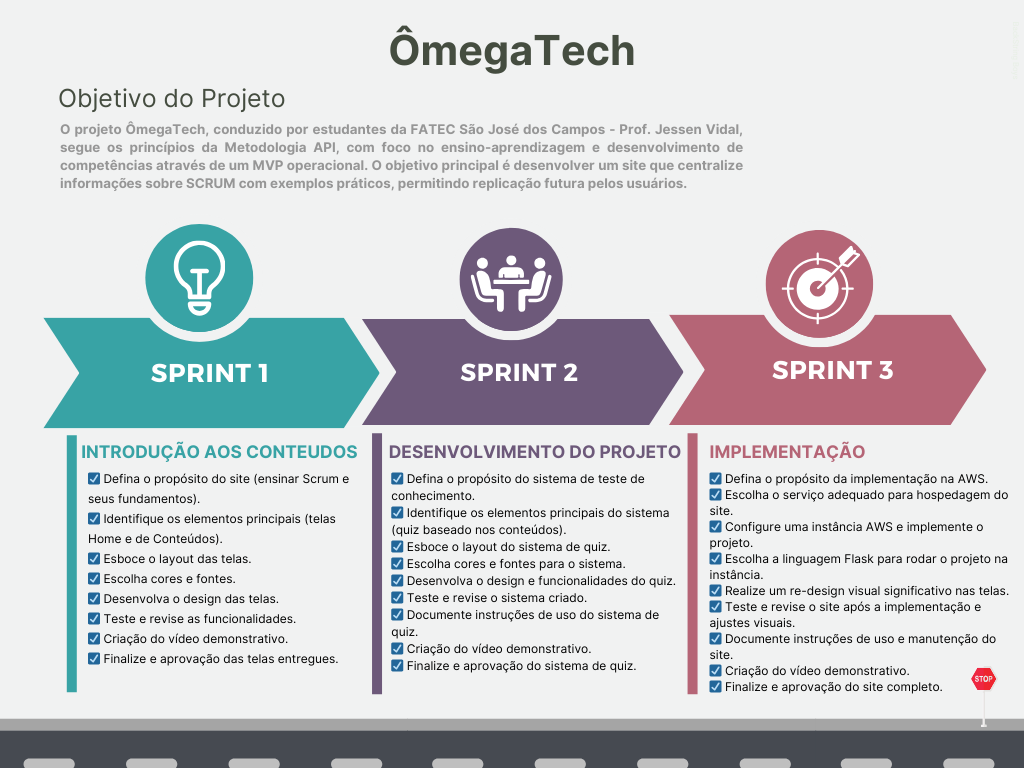 ÔmegaTech
Objetivo do Projeto
O projeto ÔmegaTech, conduzido por estudantes da FATEC São José dos Campos - Prof. Jessen Vidal,
segue os princípios da Metodologia API, com foco no ensino-aprendizagem e desenvolvimento de
competências através de um MVP operacional. O objetivo principal é desenvolver um site que centralize
informações sobre SCRUM com exemplos práticos, permitindo replicação futura pelos usuários.
SPRINT 1
SPRINT 2
SPRINT 3
INTRODUÇÃO AOS CONTEUDOS
☑ Defina o propósito do site (ensinar Scrum e
seus fundamentos).
☑ Identifique os elementos principais (telas
Home e de Conteúdos).
☑ Esboce o layout das telas.
☑ Escolha cores e fontes.
☑ Desenvolva o design das telas.
☑ Teste e revise as funcionalidades.
☑ Criação do vídeo demonstrativo.
☑ Finalize e aprovação das telas entregues.
DESENVOLVIMENTO DO PROJETO
☑ Defina o propósito do sistema de teste de
conhecimento.
☑ Identifique os elementos principais do sistema
(quiz baseado nos conteúdos).
☑ Esboce o layout do sistema de quiz.
☑ Escolha cores e fontes para o sistema.
☑ Desenvolva o design e funcionalidades do quiz.
☑ Teste e revise o sistema criado.
☑ Documente instruções de uso do sistema de
quiz.
☑ Criação do vídeo demonstrativo.
☑ Finalize e aprovação do sistema de quiz.
IMPLEMENTAÇÃO
☑ Defina o propósito da implementação na AWS.
☑ Escolha o serviço adequado para hospedagem do
site.
☑ Configure uma instância AWS e implemente o
projeto.
☑ Escolha a linguagem Flask para rodar o projeto na
instância.
☑ Realize um re-design visual significativo nas telas.
☑ Teste e revise o site após a implementação e
ajustes visuais.
☑ Documente instruções de uso e manutenção do
site.
☑ Criação do vídeo demonstrativo.
☑ Finalize e aprovação do site completo.
STOP